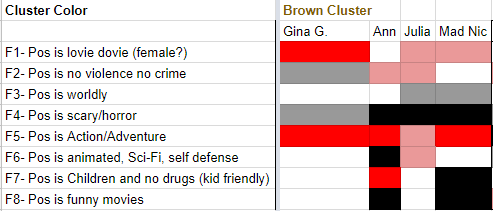 Cluster Color Brown Cluster
Gina G. Ann Julia Mad Nic
F1- Pos is lovie dovie (female?)
F2- Pos is no violence no crime
F3- Pos is worldly
F4- Pos is scary/horror
F5- Pos is Action/Adventure
F6- Pos is animated, Sci-Fi, self defense
F7- Pos is Children and no drugs (kid friendly)
F8- Pos is funny movies